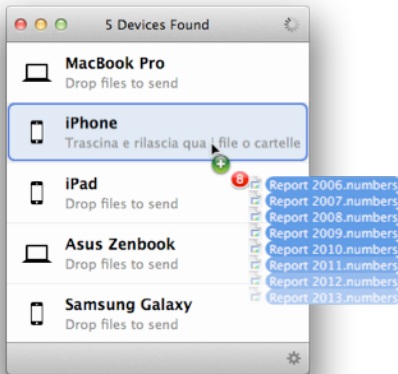 5 Devices Found
MacBook Pro
Drop files to send
iPhone
Trascina e rilascia qua i file o cartelle
iPad
Drop files to send
8
Report 2006.numbers
Report 2007.numbers
Report 2008.numbers
Report 2009.numbers
Report 2010.numbers
Report 2011.numbers
Report 2012.numbers
Report 2013.numbers
Asus Zenbook
Drop files to send
Samsung Galaxy
Drop files to send